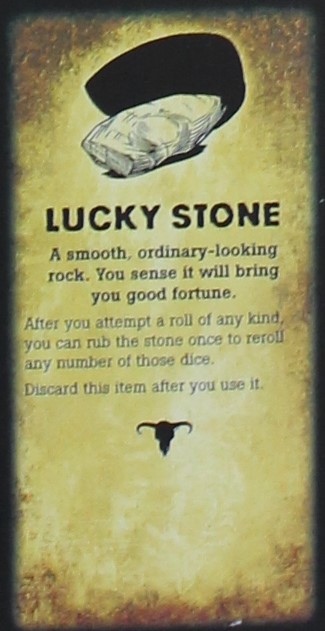 LUCKY STONE
A smooth, ordinary-looking
rock. You sense it will bring
you good fortune.
After you attempt a roll of any kind,
you can rub the stone once to reroll
any number of those dice.
Discard this item after you use it.